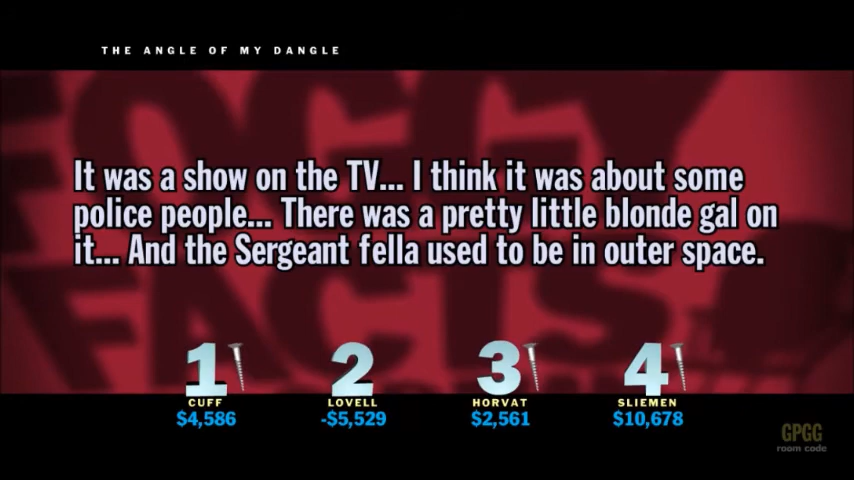 THE ANGLE OF MY DANGLE
It was a show on the TV... I think it was about some
police people... There was a pretty little blonde gal on
it... And the Sergeant fella used to be in outer space.
1 2 3 4
CUFF LOVELL HORVAT SLIEMEN
$4,586 -$5,529 $2,561 $10,678
GPGG
room code
FOGGY
FACTS